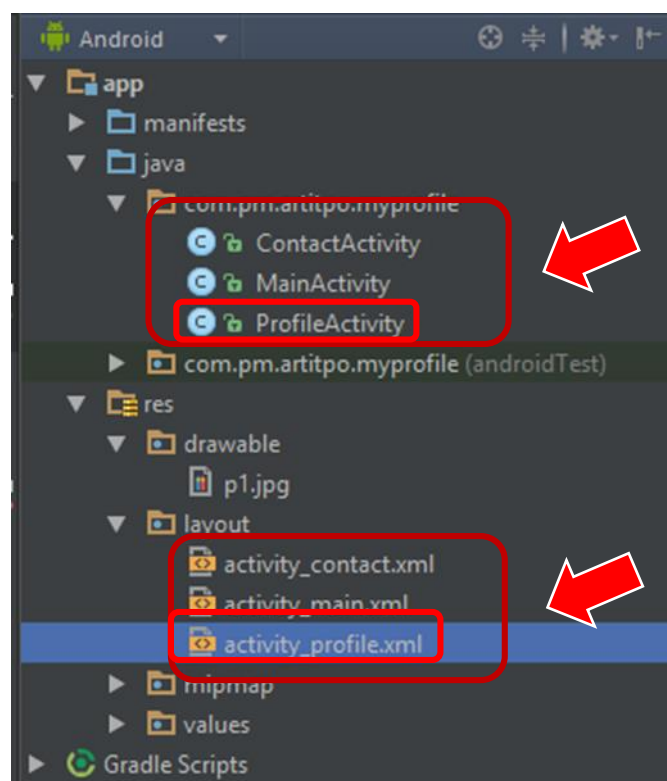 Android
app
manifests
java
com.pm.artitpo.myprofile
ContactActivity
MainActivity
ProfileActivity
com.pm.artitpo.myprofile (androidTest)
res
drawable
p1.jpg
layout
activity_contact.xml
activity_main.xml
activity_profile.xml
mipmap
values
Gradle Scripts